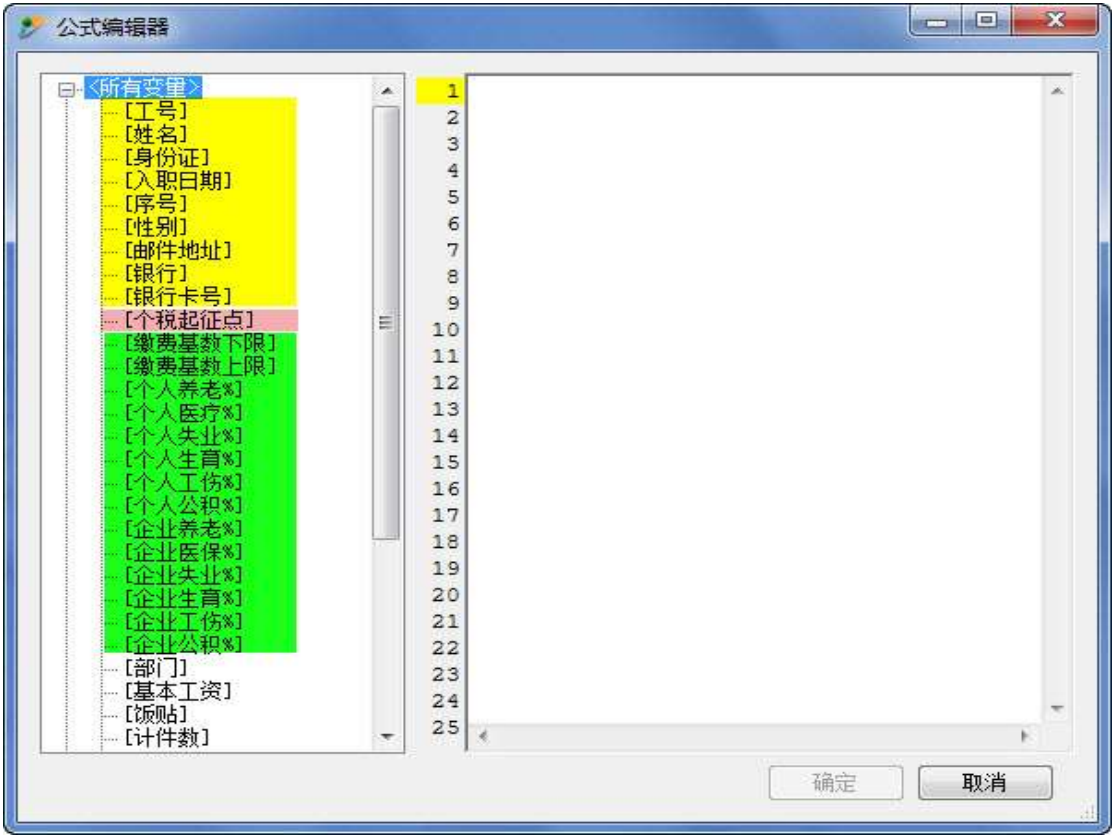 公式编辑器
<所有变量>
[工号]
[姓名]
[身份证]
[入职日期]
[序号]
[性别]
[邮件地址]
[银行]
[银行卡号]
[个税起征点]
[缴费基数下限]
[缴费基数上限]
[个人养老%]
[个人医疗%]
[个人失业%]
[个人生育%]
[个人工伤%]
[个人公积%]
[企业养老%]
[企业医保%]
[企业失业%]
[企业生育%]
[企业工伤%]
[企业公积%]
[部门]
[基本工资]
[饭贴]
[计件数]
1
2
3
4
5
6
7
8
9
10
11
12
13
14
15
16
17
18
19
20
21
22
23
24
25
确定
取消